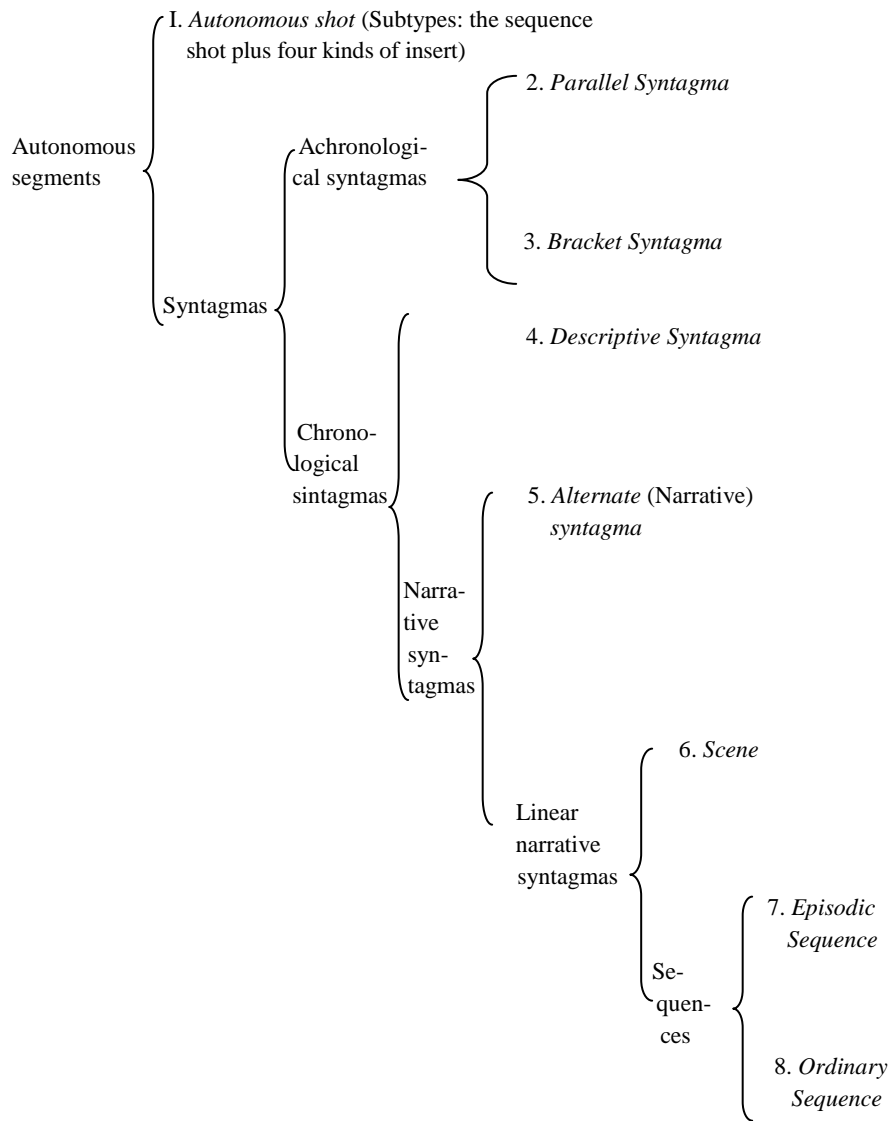 I. Autonomous shot (Subtypes: the sequence
shot plus four kinds of insert)
2. Parallel Syntagma
Autonomous
segments
Achronologi-
cal syntagmas
3. Bracket Syntagma
Syntagmas
4. Descriptive Syntagma
Chrono-
logical
sintagmas
5. Alternate (Narrative)
syntagma
Narra-
tive
syn-
tagmas
6. Scene
Linear
narrative
syntagmas
7. Episodic
Sequence
Se-
quen-
ces
8. Ordinary
Sequence